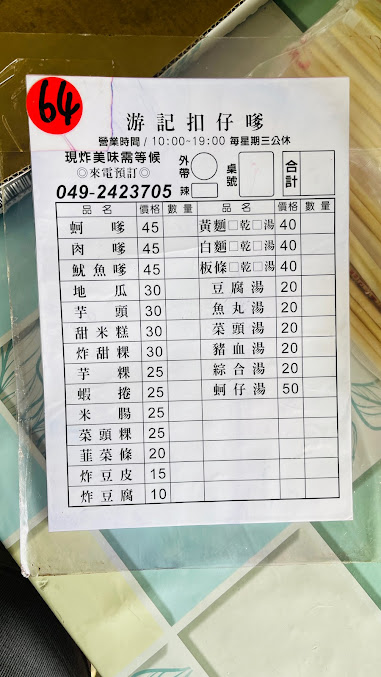 64
游記扣仔嗲
營業時間/10:00~19:00 每星期三公休
現炸美味需等候
◎來電預訂◎
049-2423705
外帶
辣
桌號
合計
品名 價格 數量 品名 價格 數量
蚵嗲 45 黃麵□乾□湯 40
肉嗲 45 白麵□乾□湯 40
魷魚嗲 45 板條□乾□湯 40
地瓜 30 豆腐湯 20
芋頭 30 魚丸湯 20
甜米糕 30 菜頭湯 20
炸甜粿 30 豬血湯 20
芋粿 25 綜合湯 20
蝦捲 25 蚵仔湯 50
米腸 25
菜頭粿 25
韮菜條 20
炸豆皮 15
炸豆腐 10